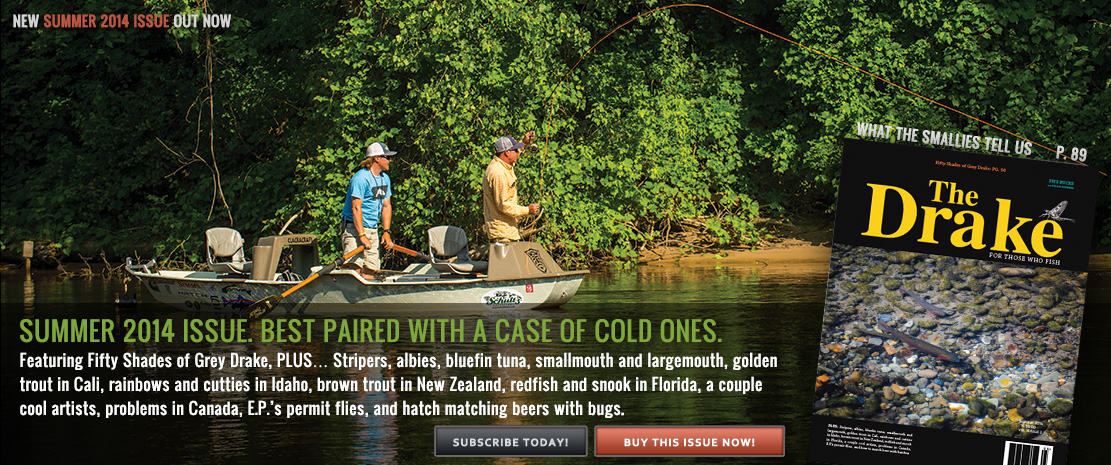 NEW SUMMER 2014 ISSUE OUT NOW
WHAT THE SMALLIES TELL US P. 89
Fifty Shades of Grey Drake PG. 50
The
Drake
FOR THOSE WHO FISH
CLACKACRAFT
Schultz
SUMMER 2014 ISSUE. BEST PAIRED WITH A CASE OF COLD ONES.
Featuring Fifty Shades of Grey Drake, PLUS... Stripers, albies, bluefin tuna, smallmouth and largemouth, golden
trout in Cali, rainbows and cutties in Idaho, brown trout in New Zealand, redfish and snook in Florida, a couple
cool artists, problems in Canada, E.P.'s permit flies, and hatch matching beers with bugs.
SUBSCRIBE TODAY!
BUY THIS ISSUE NOW!